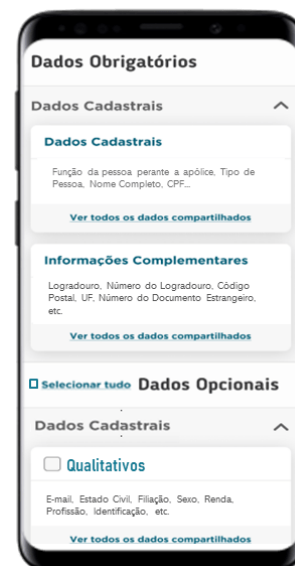 Dados Obrigatórios
Dados Cadastrais
Dados Cadastrais
Função da pessoa perante a apólice, Tipo de
Pessoa, Nome Completo, CPF...
Ver todos os dados compartilhados
Informações Complementares
Logradouro, Número do Logradouro, Código
Postal, UF, Número do Documento Estrangeiro,
etc.
Ver todos os dados compartilhados
Selecionar tudo Dados Opcionais
Dados Cadastrais
Qualitativos
E-mail, Estado Civil, Filiação, Sexo, Renda,
Profissão, Identificação, etc.
Ver todos os dados compartilhados